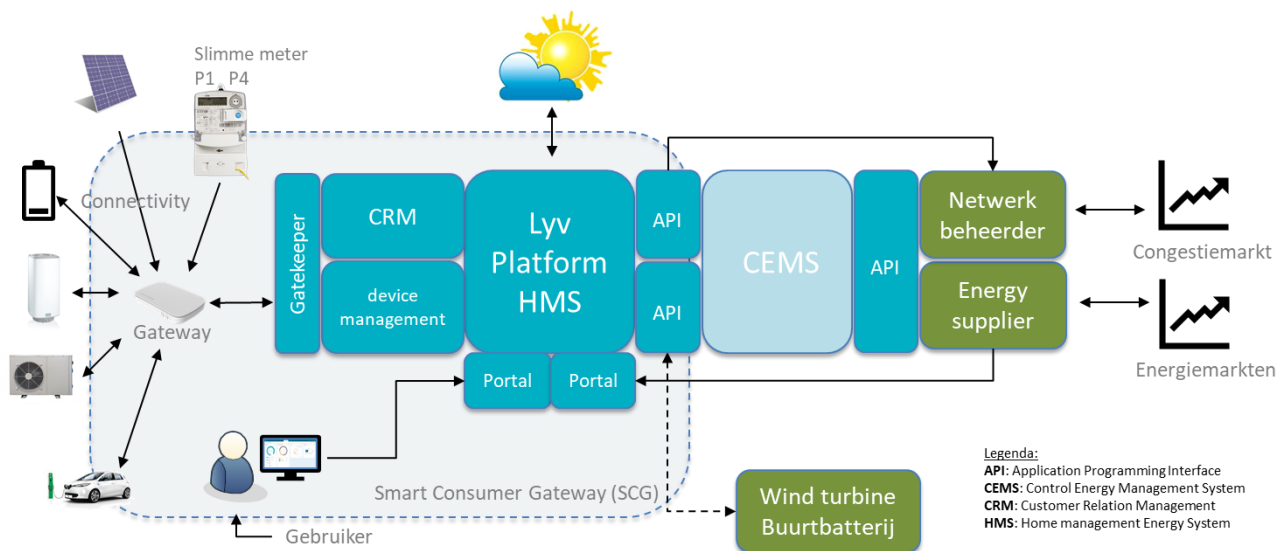 Slimme meter
P1 P4
Connectivity
Gateway
Gatekeeper
CRM
device
management
Lyv
Platform
HMS
API
API
CEMS
API
Netwerk
beheerder
Energy
supplier
Congestiemarkt
Energiemarkten
Portal
Portal
Smart Consumer Gateway (SCG)
Gebruiker
Wind turbine
Buurtbatterij
Legenda:
API: Application Programming Interface
CEMS: Control Energy Management System
CRM: Customer Relation Management
HMS: Home management Energy System